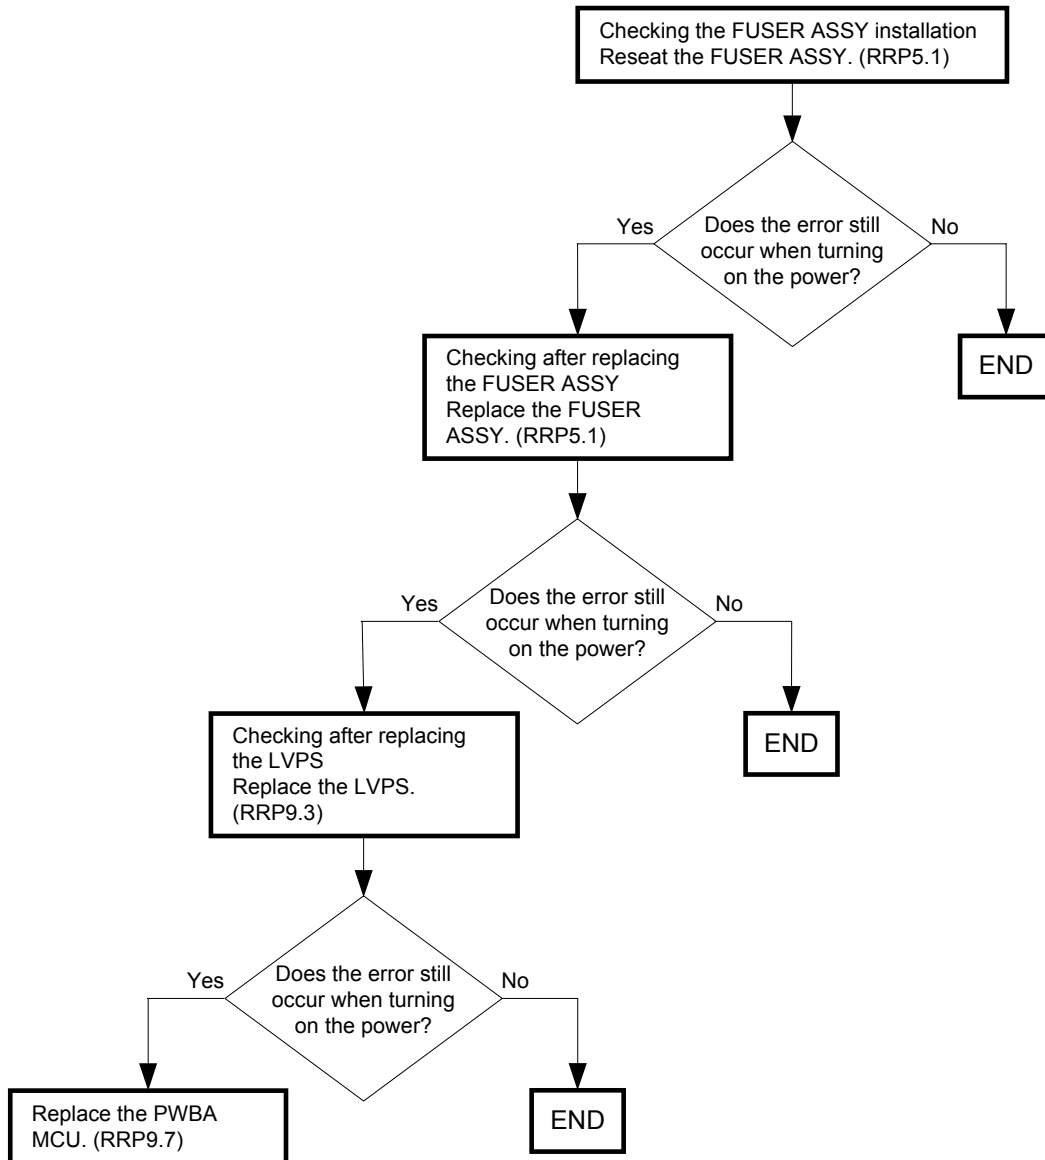 Checking the FUSER ASSY installation
Reseat the FUSER ASSY. (RRP5.1)
Yes
Does the error still
occur when turning
on the power?
No
Checking after replacing
the FUSER ASSY
Replace the FUSER
ASSY. (RRP5.1)
END
Yes
Does the error still
occur when turning
on the power?
No
Checking after replacing
the LVPS
Replace the LVPS.
(RRP9.3)
END
Yes
Does the error still
occur when turning
on the power?
No
Replace the PWBA
MCU. (RRP9.7)
END